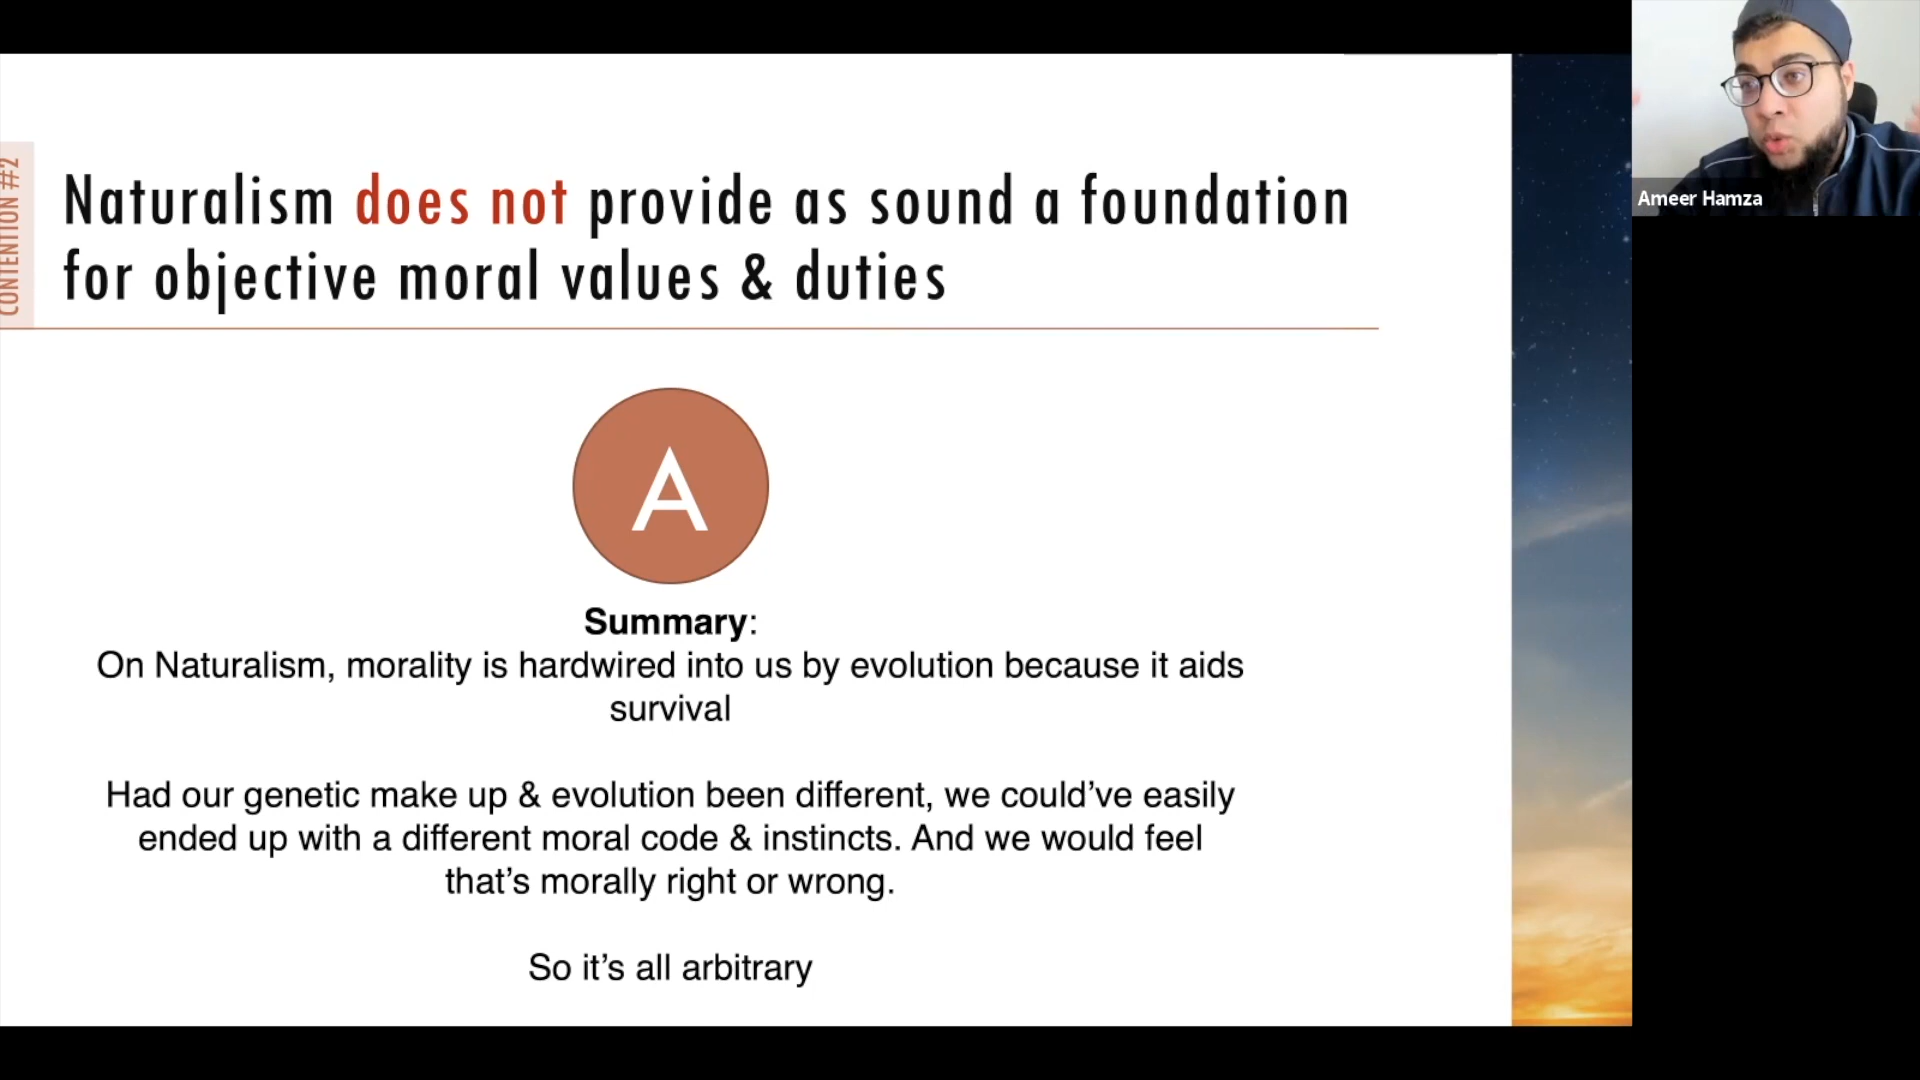 CONTENTION #2
Naturalism does not provide as sound a foundation
for objective moral values & duties
A
Summary:
On Naturalism, morality is hardwired into us by evolution because it aids
survival
Had our genetic make up & evolution been different, we could’ve easily
ended up with a different moral code & instincts. And we would feel
that’s morally right or wrong.
So it’s all arbitrary
Ameer Hamza